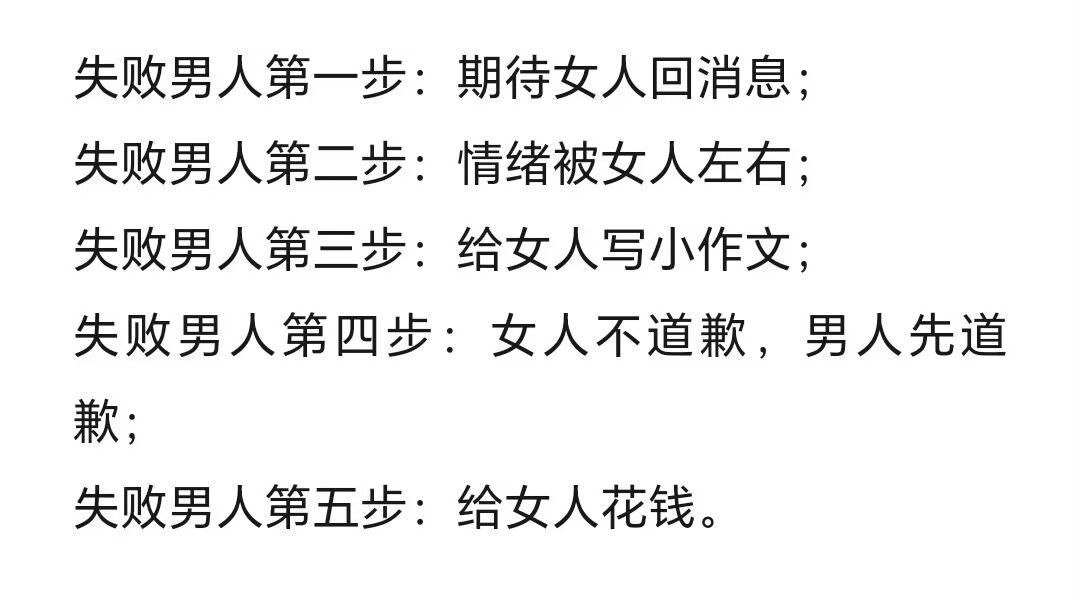 失败男人第一步：期待女人回消息；
失败男人第二步：情绪被女人左右；
失败男人第三步：给女人写小作文；
失败男人第四步：女人不道歉，男人先道
歉；
失败男人第五步：给女人花钱。